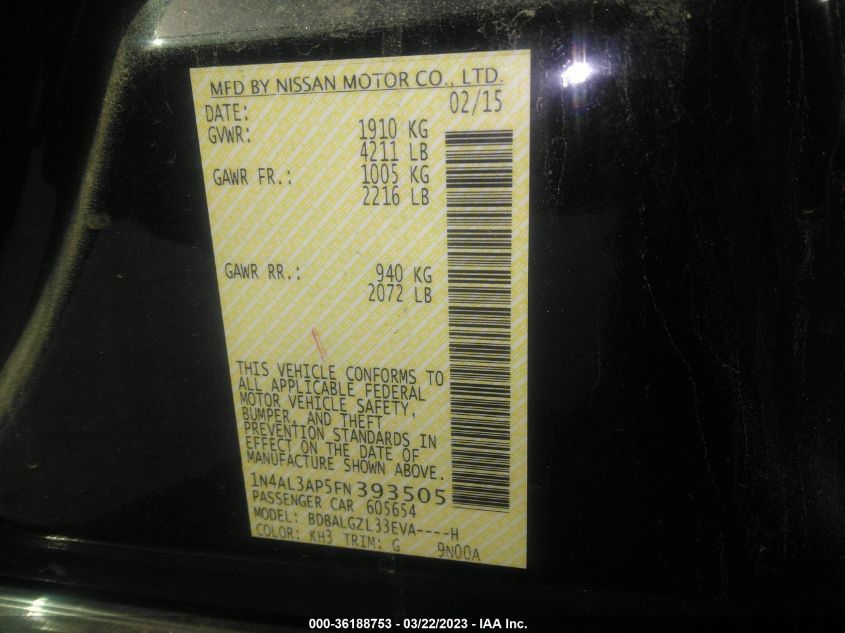 MFD BY NISSAN MOTOR CO., LTD.
DATE: 02/15
GVWR: 1910 KG
4211 LB
GAWR FR.: 1005 KG
2216 LB
GAWR RR.: 940 KG
2072 LB
THIS VEHICLE CONFORMS TO
ALL APPLICABLE FEDERAL
MOTOR VEHICLE SAFETY,
BUMPER, AND THEFT
PREVENTION STANDARDS IN
EFFECT ON THE DATE OF
MANUFACTURE SHOWN ABOVE.
1N4AL3AP5FN393505
PASSENGER CAR 605654
MODEL: BDBALGZL33EVA----H
COLOR: KH3 TRIM: G 9N00A
000-36188753 - 03/22/2023 - IAA Inc.